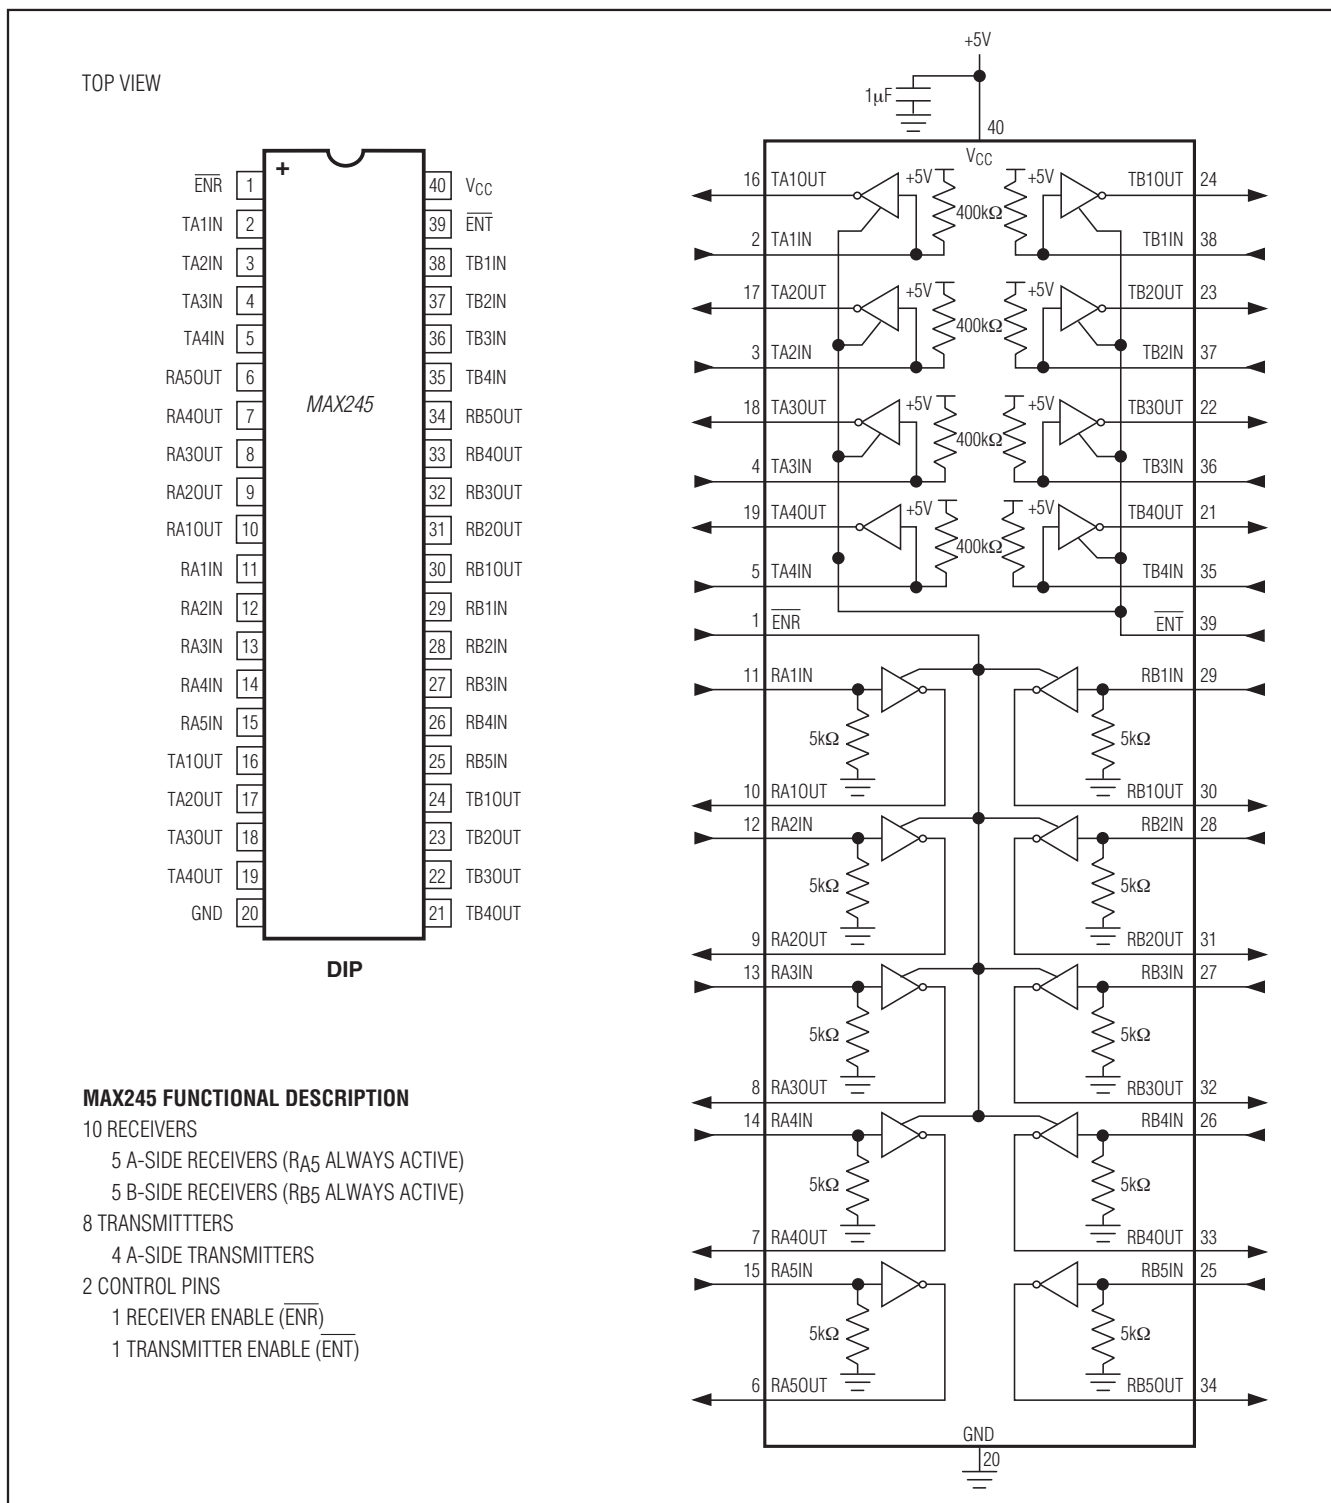 TOP VIEW
ENR 1
TA1IN 2
TA2IN 3
TA3IN 4
TA4IN 5
RA5OUT 6
RA4OUT 7
RA3OUT 8
RA2OUT 9
RA1OUT 10
RA1IN 11
RA2IN 12
RA3IN 13
RA4IN 14
RA5IN 15
TA1OUT 16
TA2OUT 17
TA3OUT 18
TA4OUT 19
GND 20
+
MAX245
40 VCC
39 ENT
38 TB1IN
37 TB2IN
36 TB3IN
35 TB4IN
34 RB5OUT
33 RB4OUT
32 RB3OUT
31 RB2OUT
30 RB1OUT
29 RB1IN
28 RB2IN
27 RB3IN
26 RB4IN
25 RB5IN
24 TB1OUT
23 TB2OUT
22 TB3OUT
21 TB4OUT
DIP
MAX245 FUNCTIONAL DESCRIPTION
10 RECEIVERS
5 A-SIDE RECEIVERS (RA5 ALWAYS ACTIVE)
5 B-SIDE RECEIVERS (RB5 ALWAYS ACTIVE)
8 TRANSMITTTERS
4 A-SIDE TRANSMITTERS
2 CONTROL PINS
1 RECEIVER ENABLE (ENR)
1 TRANSMITTER ENABLE (ENT)
+5V
1µF
40
VCC
16 TA1OUT +5V +5V TB1OUT 24
400kΩ
2 TA1IN TB1IN 38
17 TA2OUT +5V +5V TB2OUT 23
400kΩ
3 TA2IN TB2IN 37
18 TA3OUT +5V +5V TB3OUT 22
400kΩ
4 TA3IN TB3IN 36
19 TA4OUT +5V +5V TB4OUT 21
400kΩ
5 TA4IN TB4IN 35
1 ENR ENT 39
11 RA1IN RB1IN 29
5kΩ 5kΩ
10 RA1OUT RB1OUT 30
12 RA2IN RB2IN 28
5kΩ 5kΩ
9 RA2OUT RB2OUT 31
13 RA3IN RB3IN 27
5kΩ 5kΩ
8 RA3OUT RB3OUT 32
14 RA4IN RB4IN 26
5kΩ 5kΩ
7 RA4OUT RB4OUT 33
15 RA5IN RB5IN 25
5kΩ 5kΩ
6 RA5OUT RB5OUT 34
GND
20